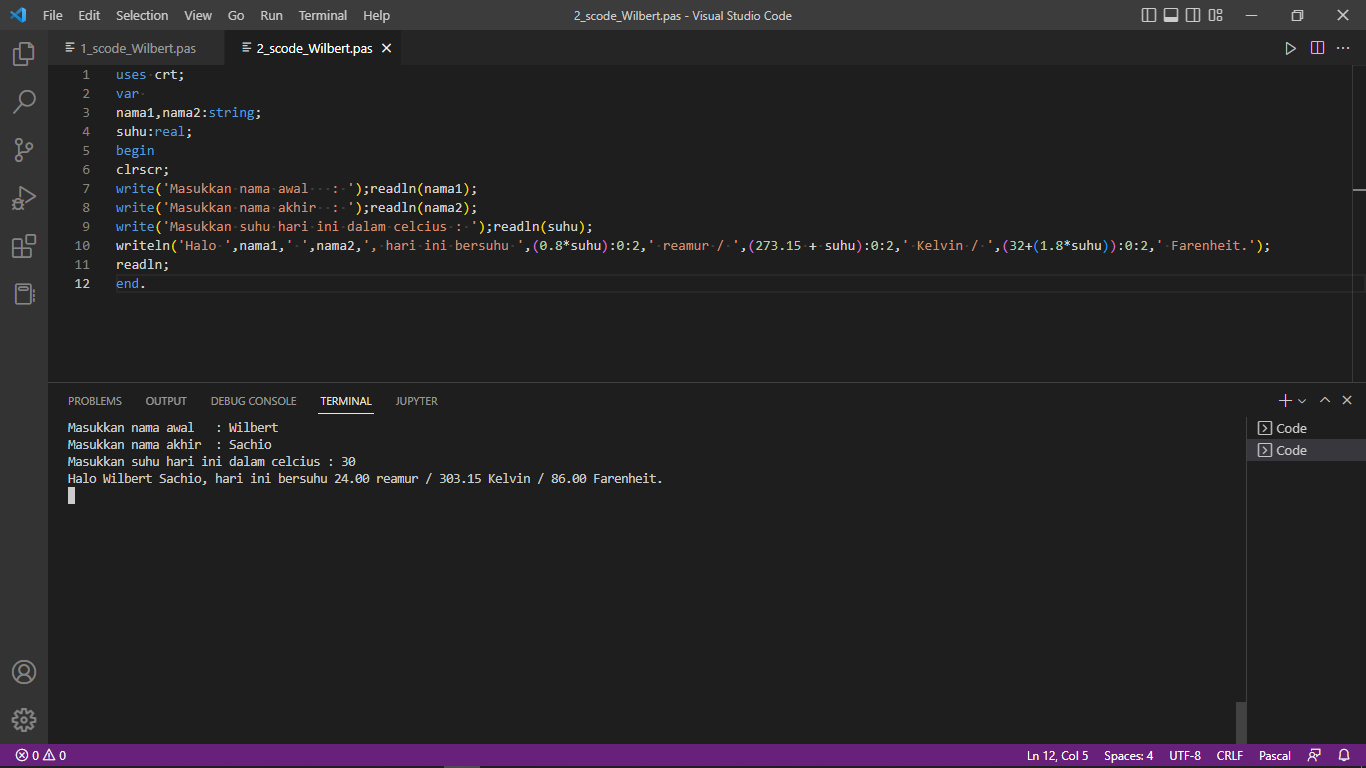 File Edit Selection View Go Run Terminal Help 2_scode_Wilbert.pas - Visual Studio Code
1_scode_Wilbert.pas 2_scode_Wilbert.pas
1 uses crt;
2 var
3 nama1,nama2:string;
4 suhu:real;
5 begin
6 clrscr;
7 write('Masukkan nama awal   : ');readln(nama1);
8 write('Masukkan nama akhir  : ');readln(nama2);
9 write('Masukkan suhu hari ini dalam celcius : ');readln(suhu);
10 writeln('Halo ',nama1,' ',nama2,', hari ini bersuhu ',(0.8*suhu):0:2,' reamur / ',(273.15 + suhu):0:2,' Kelvin / ',(32+(1.8*suhu)):0:2,' Farenheit.');
11 readln;
12 end.
PROBLEMS OUTPUT DEBUG CONSOLE TERMINAL JUPYTER
Masukkan nama awal   : Wilbert
Masukkan nama akhir  : Sachio
Masukkan suhu hari ini dalam celcius : 30
Halo Wilbert Sachio, hari ini bersuhu 24.00 reamur / 303.15 Kelvin / 86.00 Farenheit.
Code
Code
0 0 Ln 12, Col 5 Spaces: 4 UTF-8 CRLF Pascal